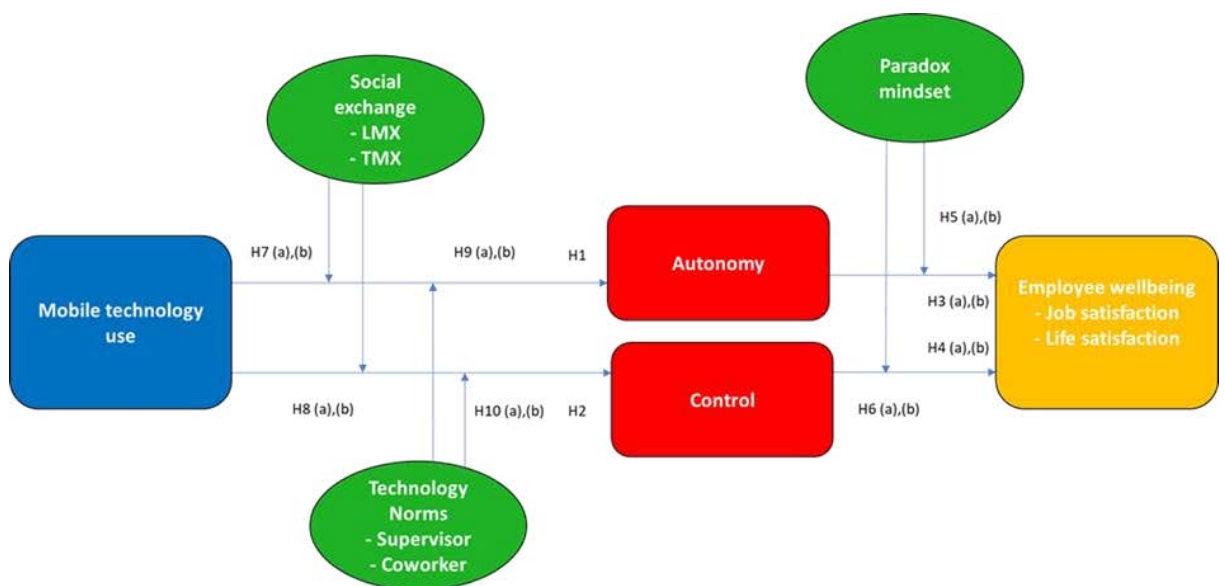 Social
exchange
- LMX
- TMX
Paradox
mindset
H7 (a),(b)
H9 (a),(b)
H1
H5 (a),(b)
Mobile technology
use
Autonomy
Employee wellbeing
- Job satisfaction
- Life satisfaction
H3 (a),(b)
H4 (a),(b)
Control
H8 (a),(b)
H10 (a),(b)
H2
H6 (a),(b)
Technology
Norms
- Supervisor
- Coworker